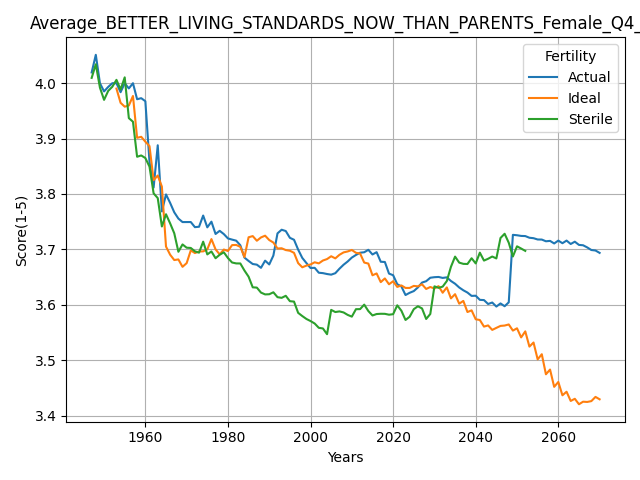 Average_BETTER_LIVING_STANDARDS_NOW_THAN_PARENTS_Female_Q4_
Fertility
Actual
Ideal
Sterile
Score(1-5)
4.0
3.9
3.8
3.7
3.6
3.5
3.4
1960
1980
2000
2020
2040
2060
Years